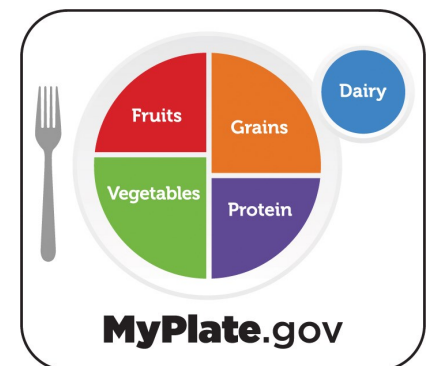 Dairy
Fruits
Grains
Vegetables
Protein
MyPlate.gov